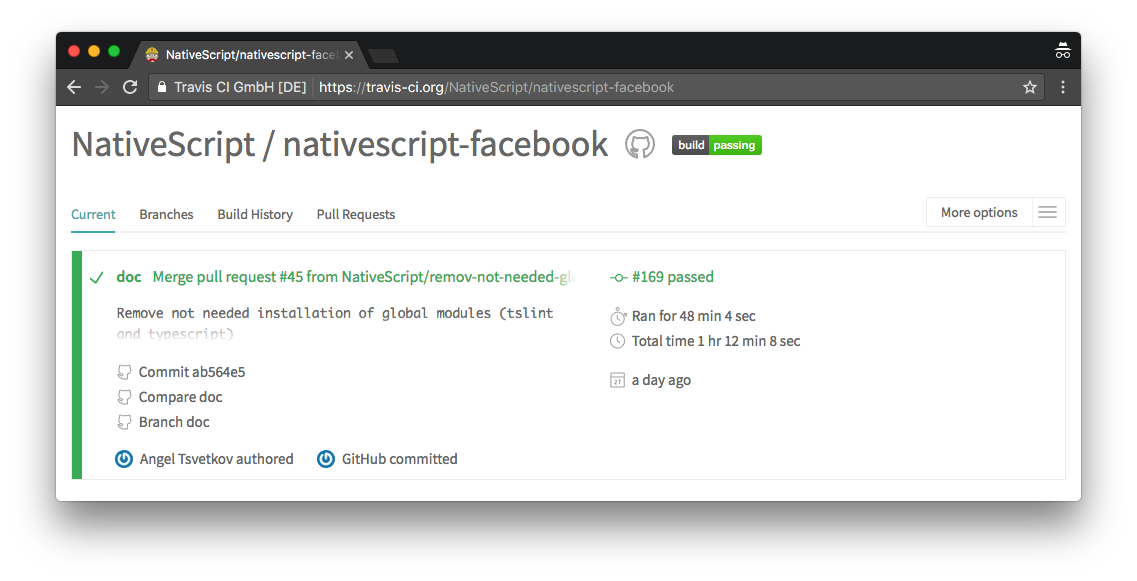 NativeScript/nativescript-face
Travis CI GmbH [DE] https://travis-ci.org/NativeScript/nativescript-facebook
NativeScript / nativescript-facebook build passing
Current Branches Build History Pull Requests More options
doc Merge pull request #45 from NativeScript/remov-not-needed-gl
#169 passed
Remove not needed installation of global modules (tslint
and typescript)
Ran for 48 min 4 sec
Total time 1 hr 12 min 8 sec
Commit ab564e5
Compare doc
Branch doc
27 a day ago
Angel Tsvetkov authored GitHub committed